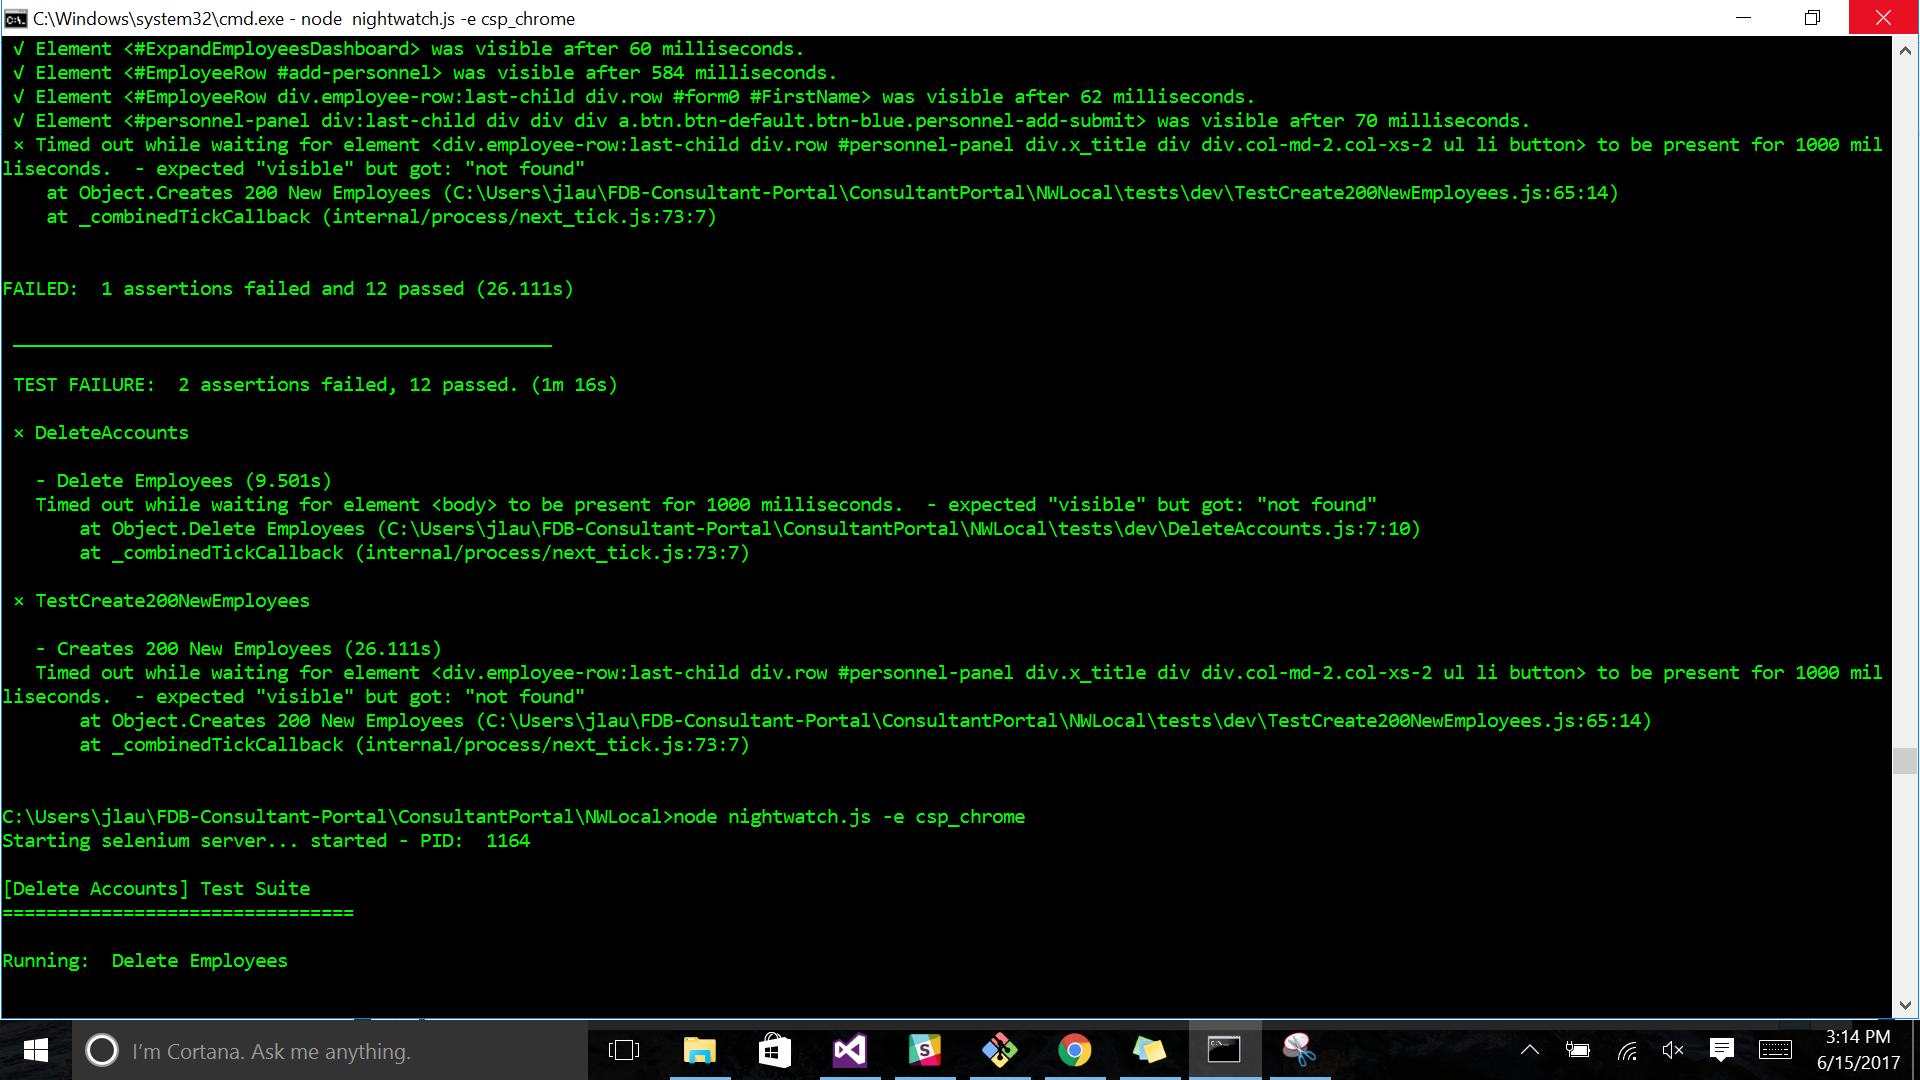 C:\Windows\system32\cmd.exe - node  nightwatch.js -e csp_chrome
√ Element <#ExpandEmployeesDashboard> was visible after 60 milliseconds.
√ Element <#EmployeeRow #add-personnel> was visible after 584 milliseconds.
√ Element <#EmployeeRow div.employee-row:last-child div.row #form0 #FirstName> was visible after 62 milliseconds.
√ Element <#personnel-panel div:last-child div div div a.btn.btn-default.btn-blue.personnel-add-submit> was visible after 70 milliseconds.
× Timed out while waiting for element <div.employee-row:last-child div.row #personnel-panel div.x_title div div.col-md-2.col-xs-2 ul li button> to be present for 1000 mil
liseconds.  - expected "visible" but got: "not found"
at Object.Creates 200 New Employees (C:\Users\jlau\FDB-Consultant-Portal\ConsultantPortal\NWLocal\tests\dev\TestCreate200NewEmployees.js:65:14)
at _combinedTickCallback (internal/process/next_tick.js:73:7)
FAILED:  1 assertions failed and 12 passed (26.111s)
_________________________________________________
TEST FAILURE:  2 assertions failed, 12 passed. (1m 16s)
× DeleteAccounts
- Delete Employees (9.501s)
Timed out while waiting for element <body> to be present for 1000 milliseconds.  - expected "visible" but got: "not found"
at Object.Delete Employees (C:\Users\jlau\FDB-Consultant-Portal\ConsultantPortal\NWLocal\tests\dev\DeleteAccounts.js:7:10)
at _combinedTickCallback (internal/process/next_tick.js:73:7)
× TestCreate200NewEmployees
- Creates 200 New Employees (26.111s)
Timed out while waiting for element <div.employee-row:last-child div.row #personnel-panel div.x_title div div.col-md-2.col-xs-2 ul li button> to be present for 1000 mil
liseconds.  - expected "visible" but got: "not found"
at Object.Creates 200 New Employees (C:\Users\jlau\FDB-Consultant-Portal\ConsultantPortal\NWLocal\tests\dev\TestCreate200NewEmployees.js:65:14)
at _combinedTickCallback (internal/process/next_tick.js:73:7)
C:\Users\jlau\FDB-Consultant-Portal\ConsultantPortal\NWLocal>node nightwatch.js -e csp_chrome
Starting selenium server... started - PID:  1164
[Delete Accounts] Test Suite
================================
Running:  Delete Employees
I'm Cortana. Ask me anything.
3:14 PM
6/15/2017